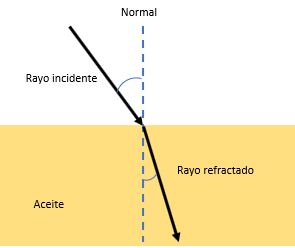 Normal
Rayo incidente
Rayo refractado
Aceite